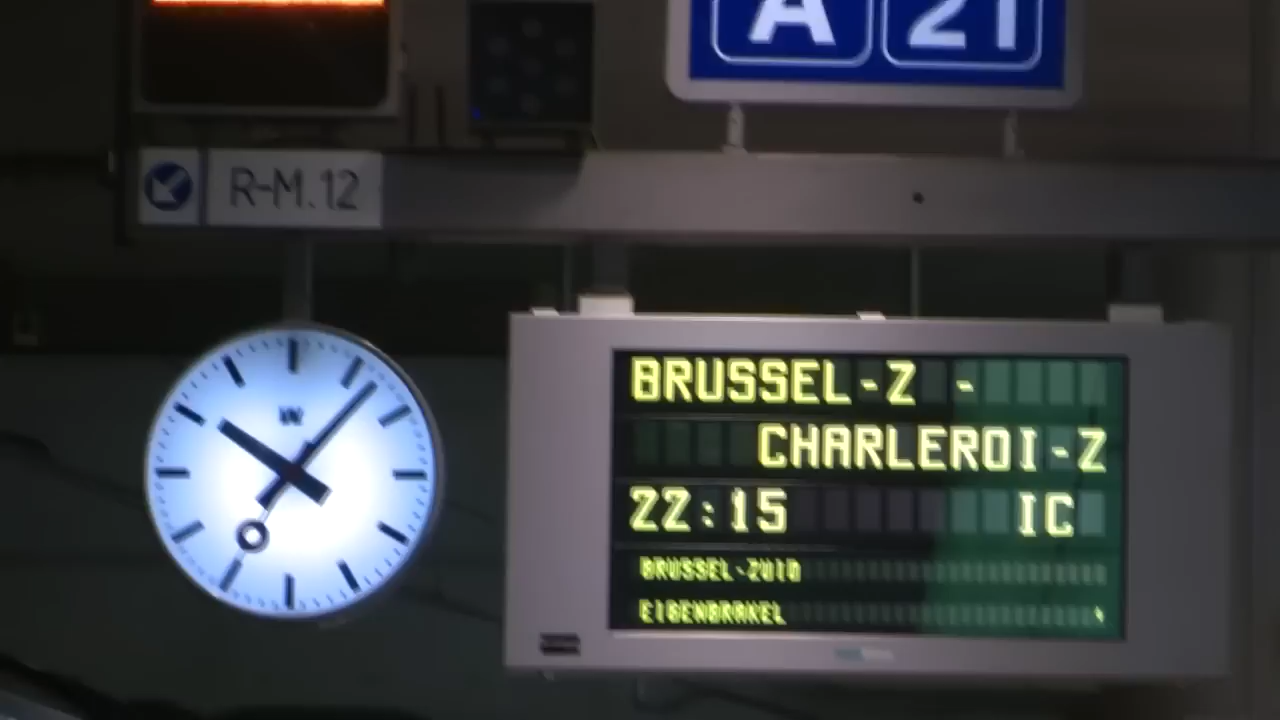 A 21
R-M.12
W
BRUSSEL-Z -
CHARLEROI-Z
22:15 IC
BRUSSEL-ZUID
EIGENBRAKEL